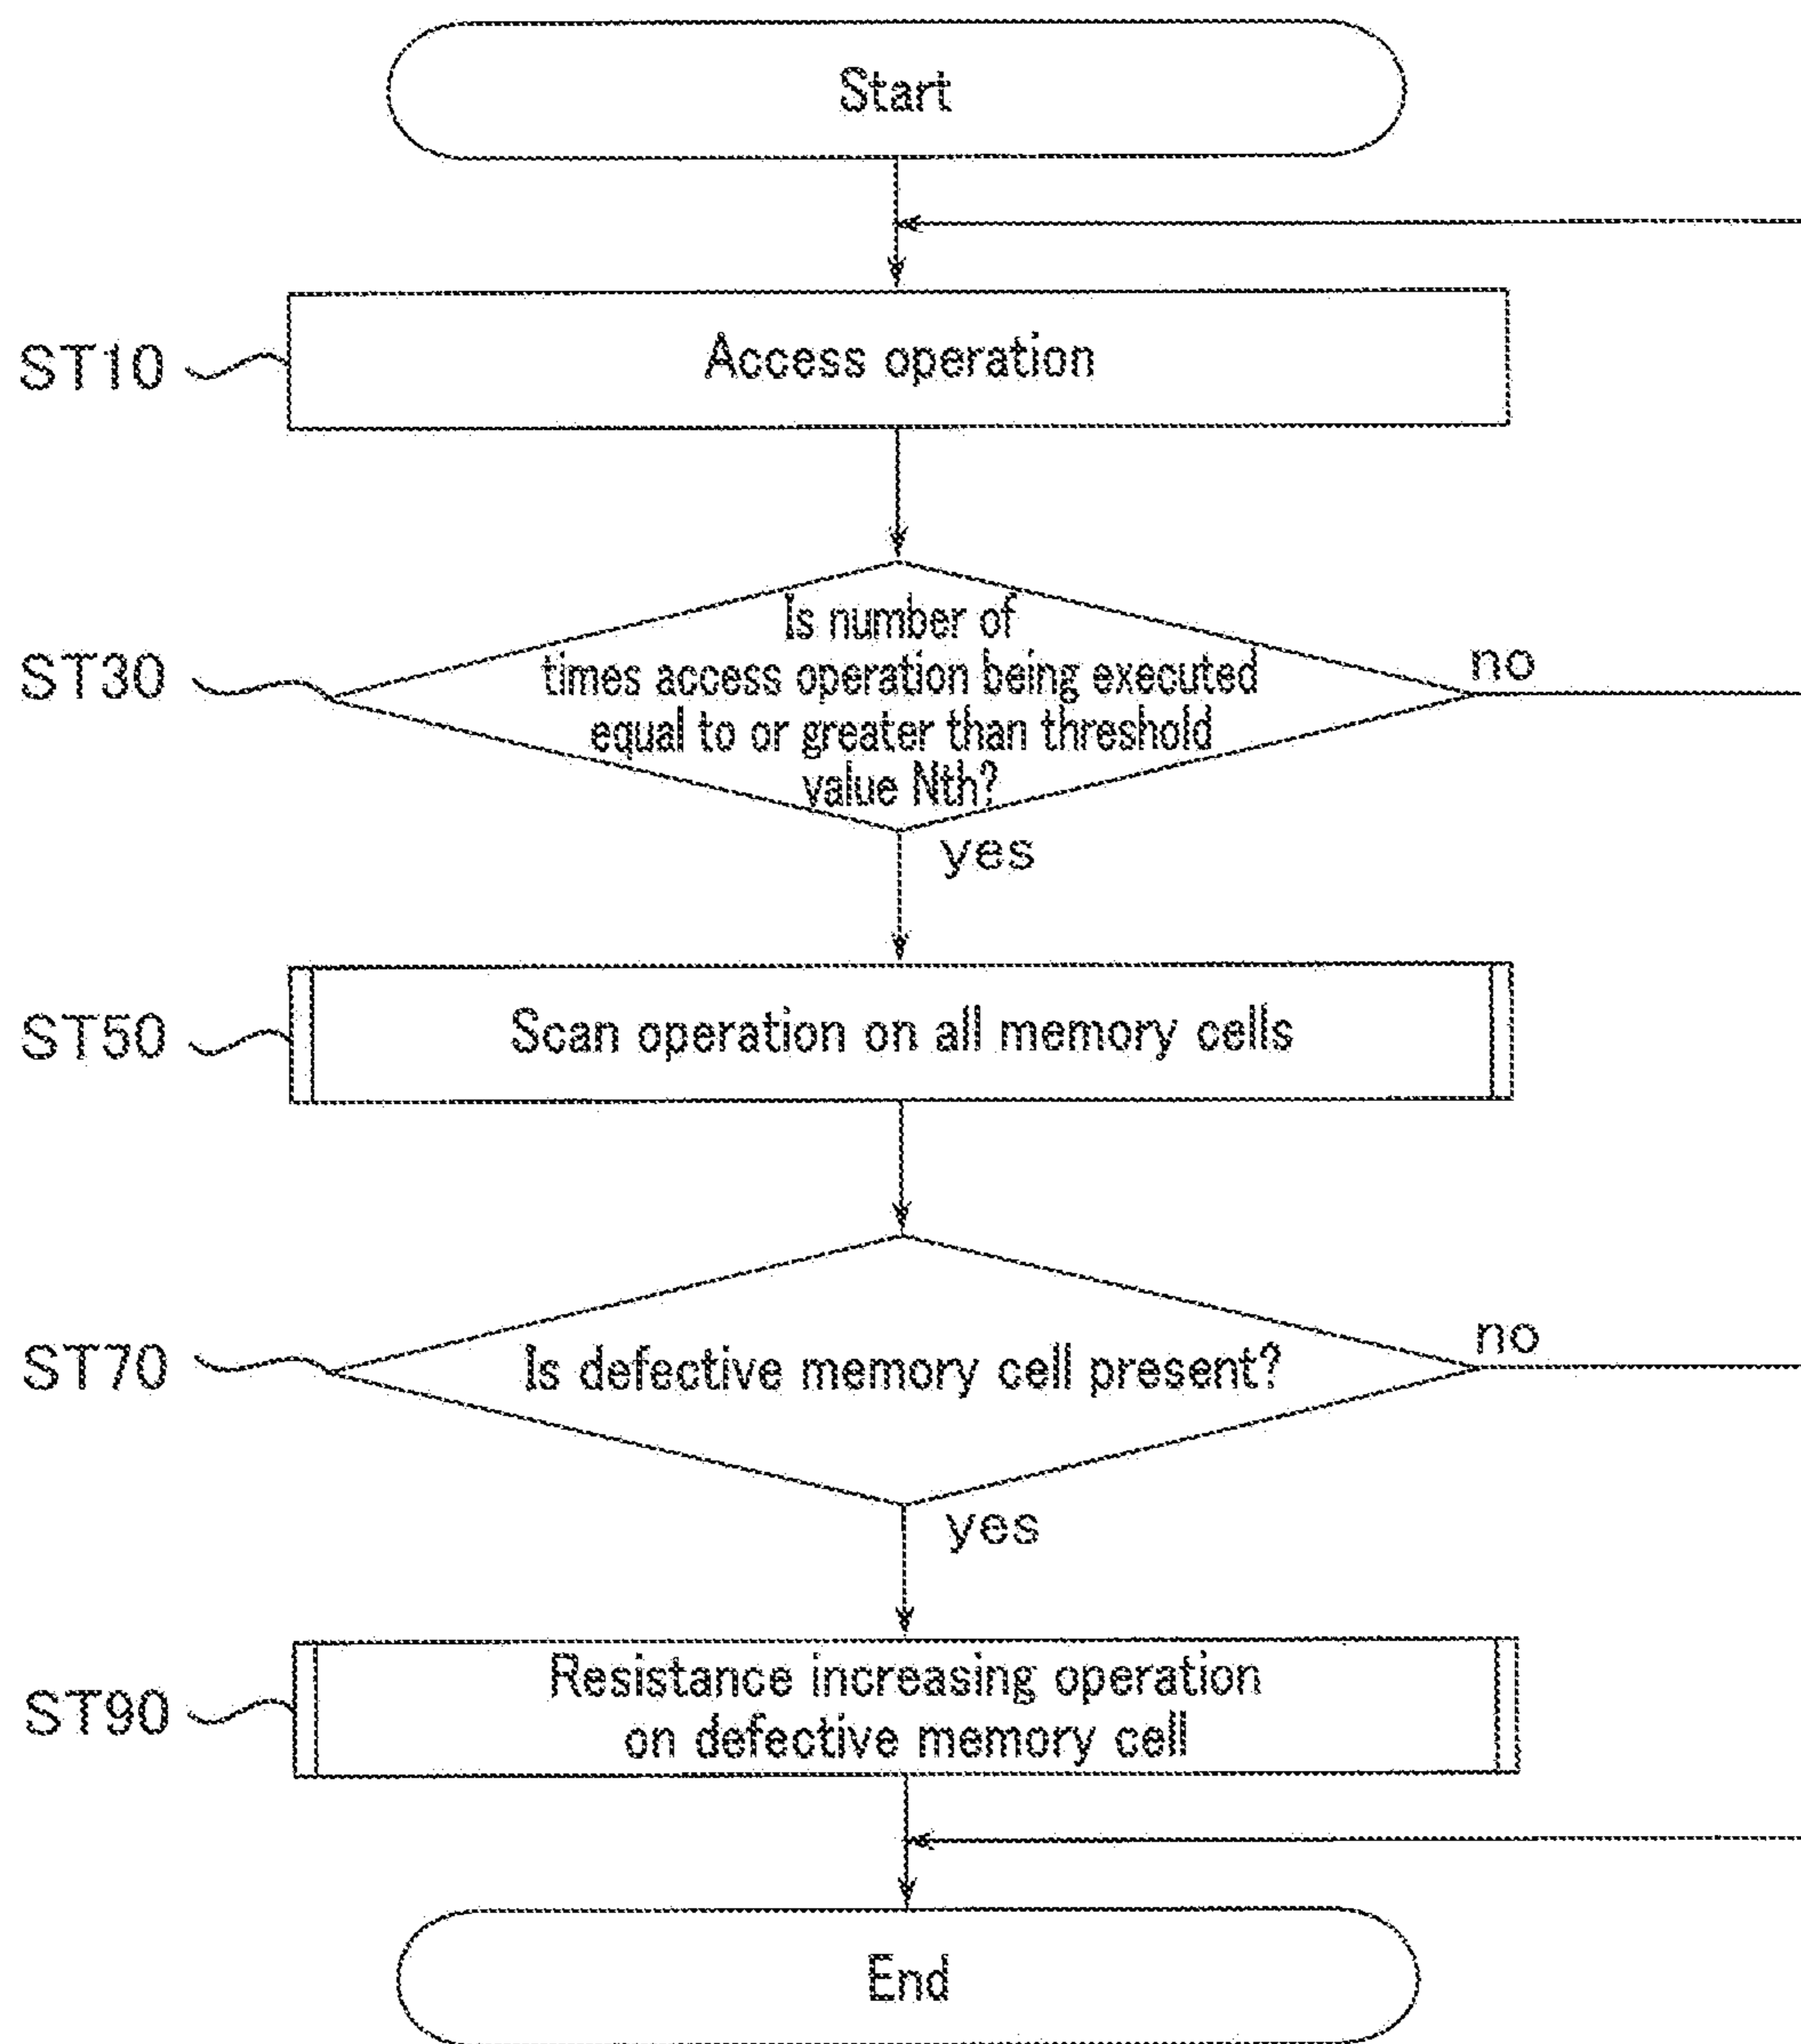 Start
ST10
Access operation
ST30
Is number of
times access operation being executed
equal to or greater than threshold
value Nth?
no
yes
ST50
Scan operation on all memory cells
ST70
Is defective memory cell present?
no
yes
ST90
Resistance increasing operation
on defective memory cell
End